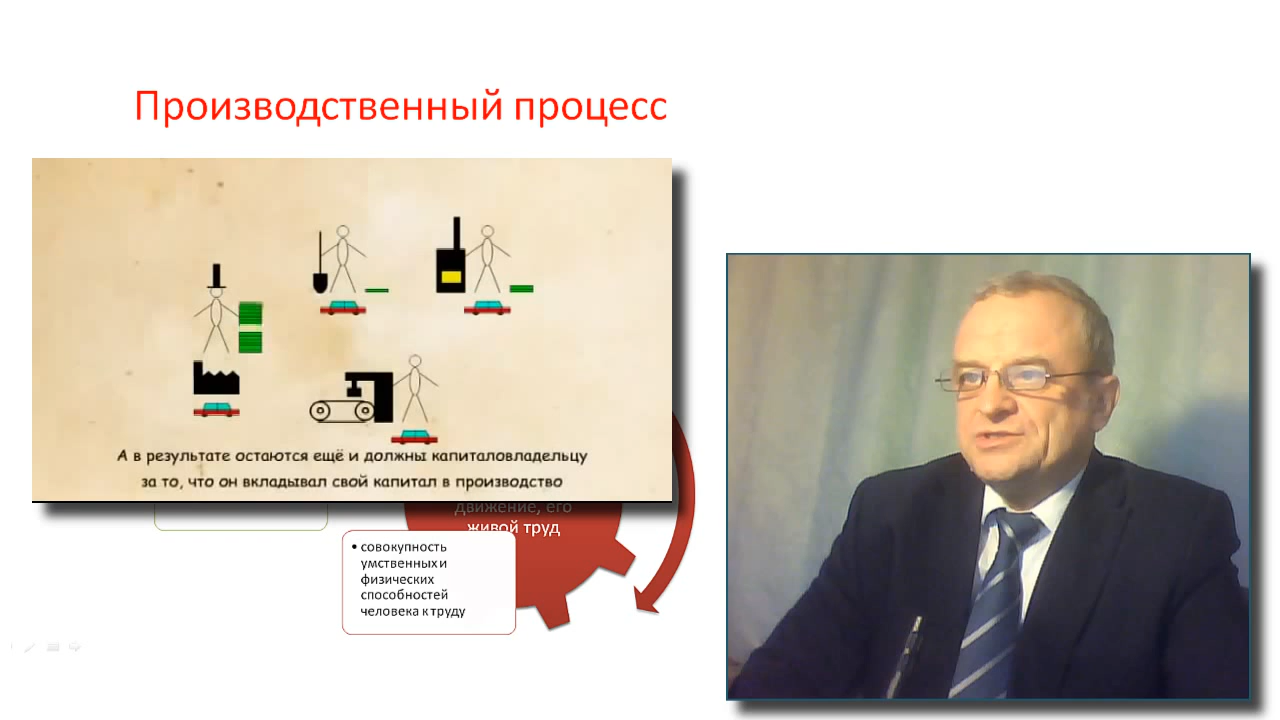 Производственный процесс
А в результате остаются ещё и должны капиталовладельцу
за то, что он вкладывал свой капитал в производство
движение, его
живой труд
• совокупность
умственных и
физических
способностей
человека к труду